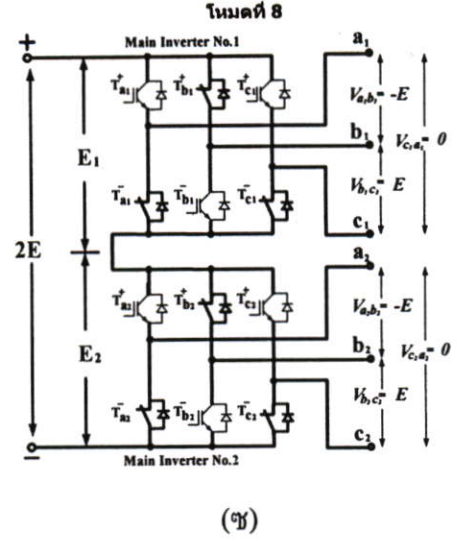 โหมดที่ 8
+
Main Inverter No.1
a₁
T⁺a₁
T⁺b₁
T⁺c₁
Va₁b₁= -E
E₁
b₁
Vc₁a₁= 0
T⁻a₁
T⁻b₁
T⁻c₁
Vb₁c₁= E
c₁
2E
a₂
T⁺a₂
T⁺b₂
T⁺c₂
Va₂b₂= -E
E₂
b₂
Vc₂a₂= 0
T⁻a₂
T⁻b₂
T⁻c₂
Vb₂c₂= E
−
c₂
Main Inverter No.2
(ซ)